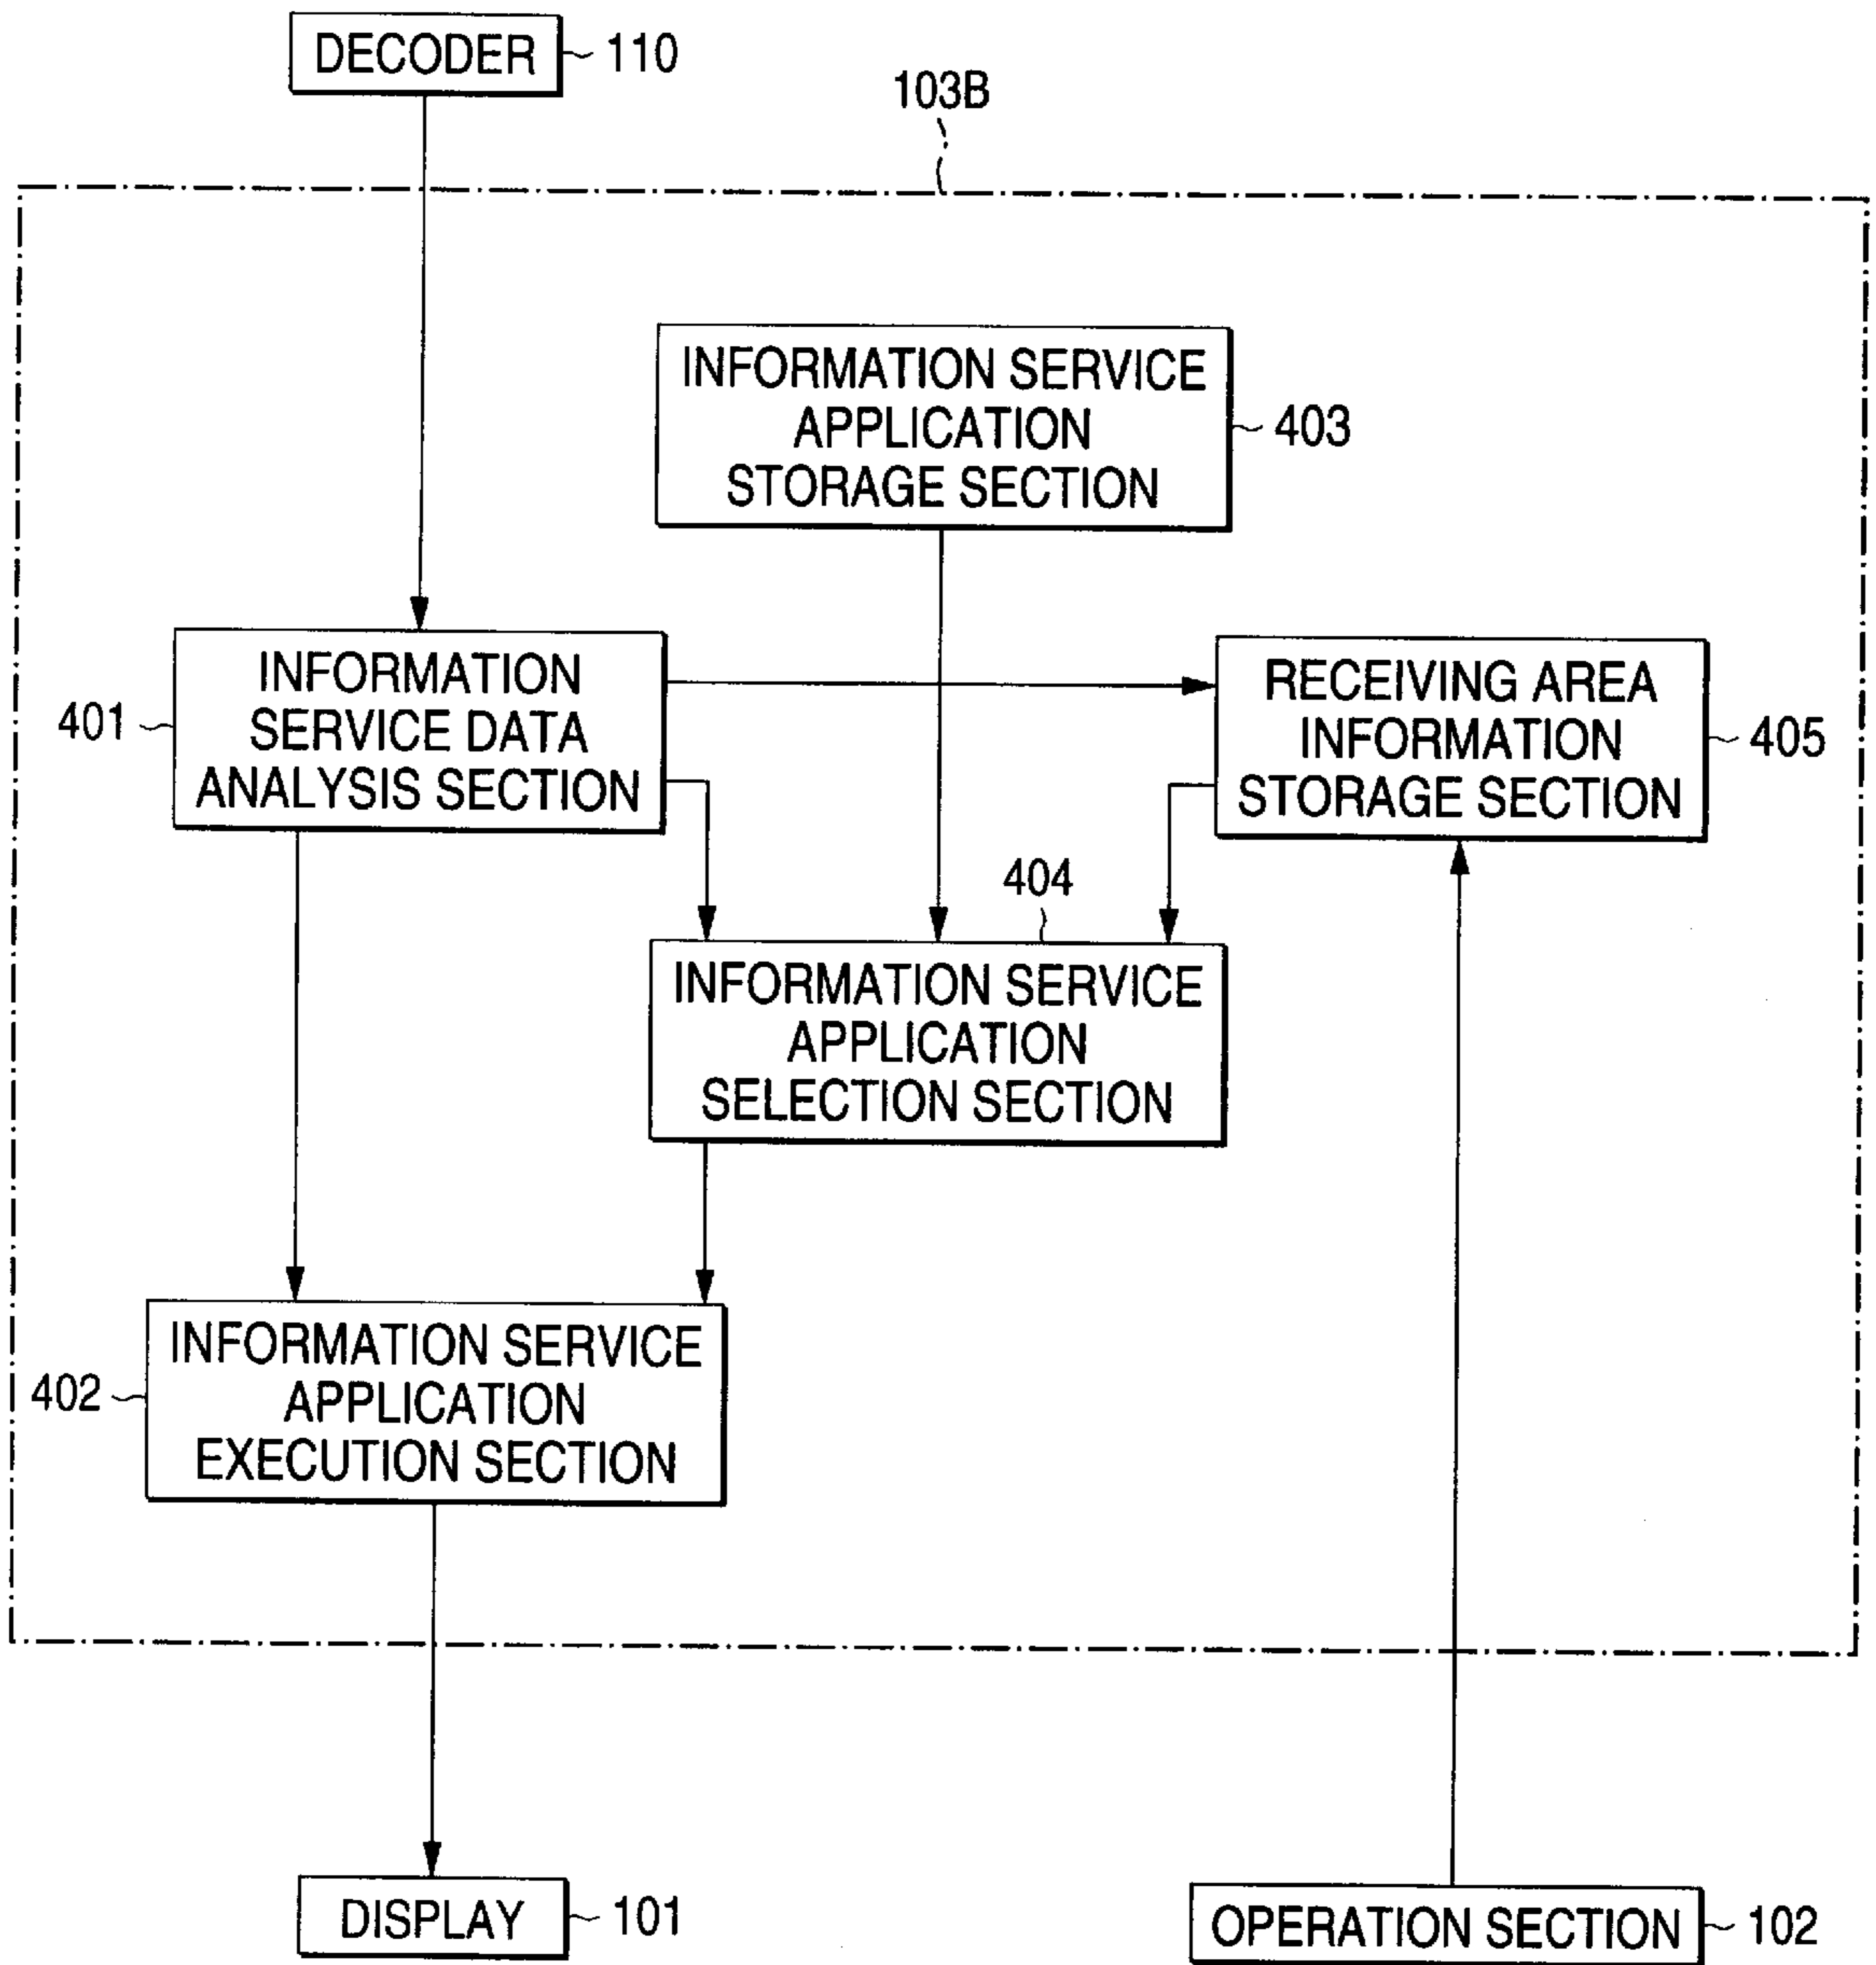 DECODER
110
103B
INFORMATION SERVICE
APPLICATION
STORAGE SECTION
403
INFORMATION
SERVICE DATA
ANALYSIS SECTION
401
RECEIVING AREA
INFORMATION
STORAGE SECTION
405
404
INFORMATION SERVICE
APPLICATION
SELECTION SECTION
INFORMATION SERVICE
APPLICATION
EXECUTION SECTION
402
DISPLAY
101
OPERATION SECTION
102